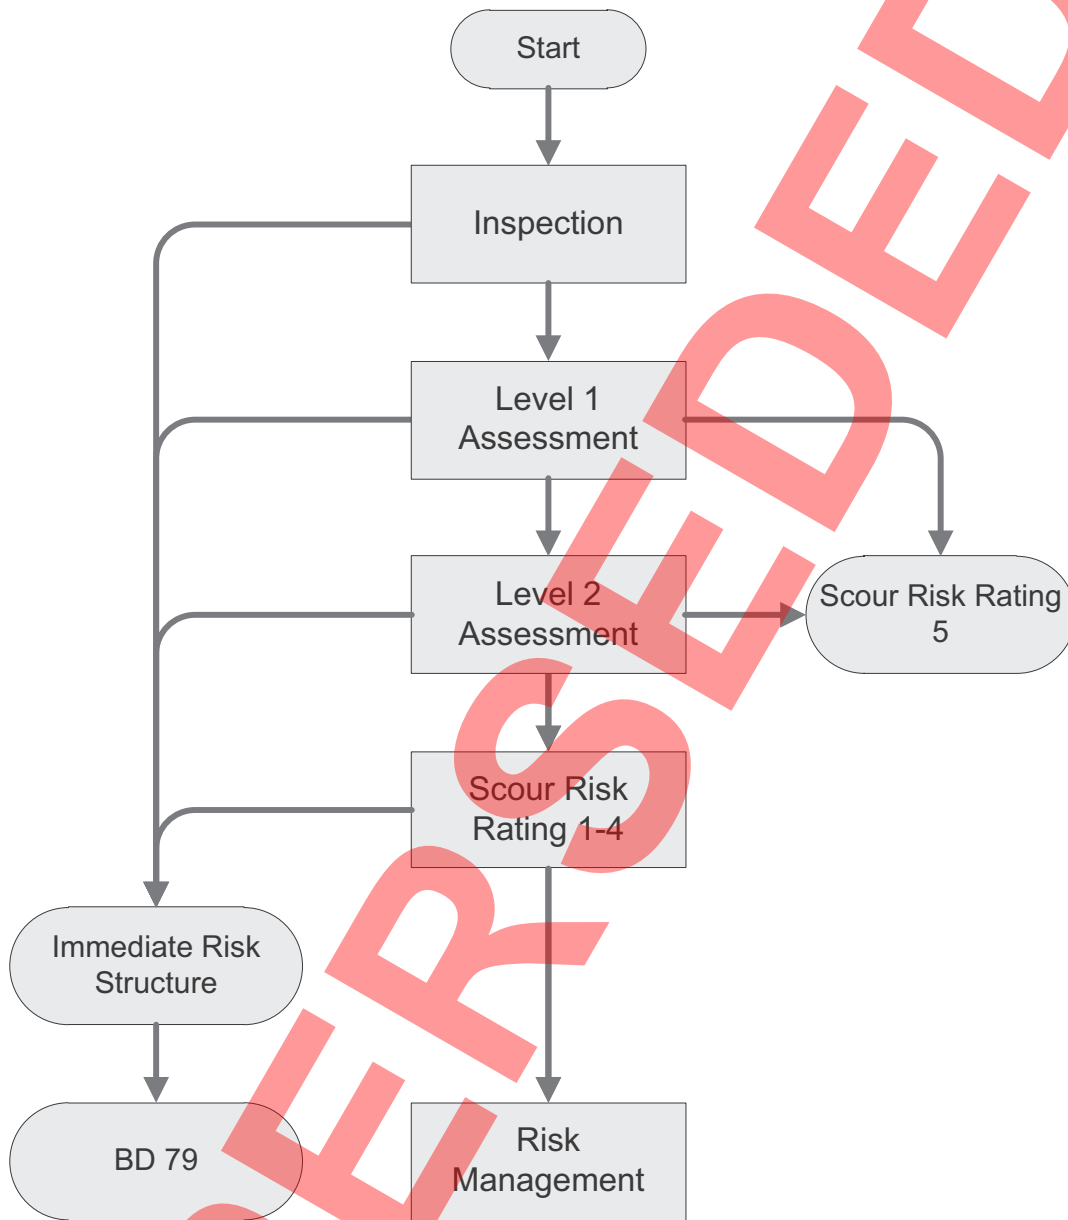 Start
Inspection
Level 1
Assessment
Level 2
Assessment
Scour Risk Rating
5
Scour Risk
Rating 1-4
Immediate Risk
Structure
BD 79
Risk
Management
PERSEDED